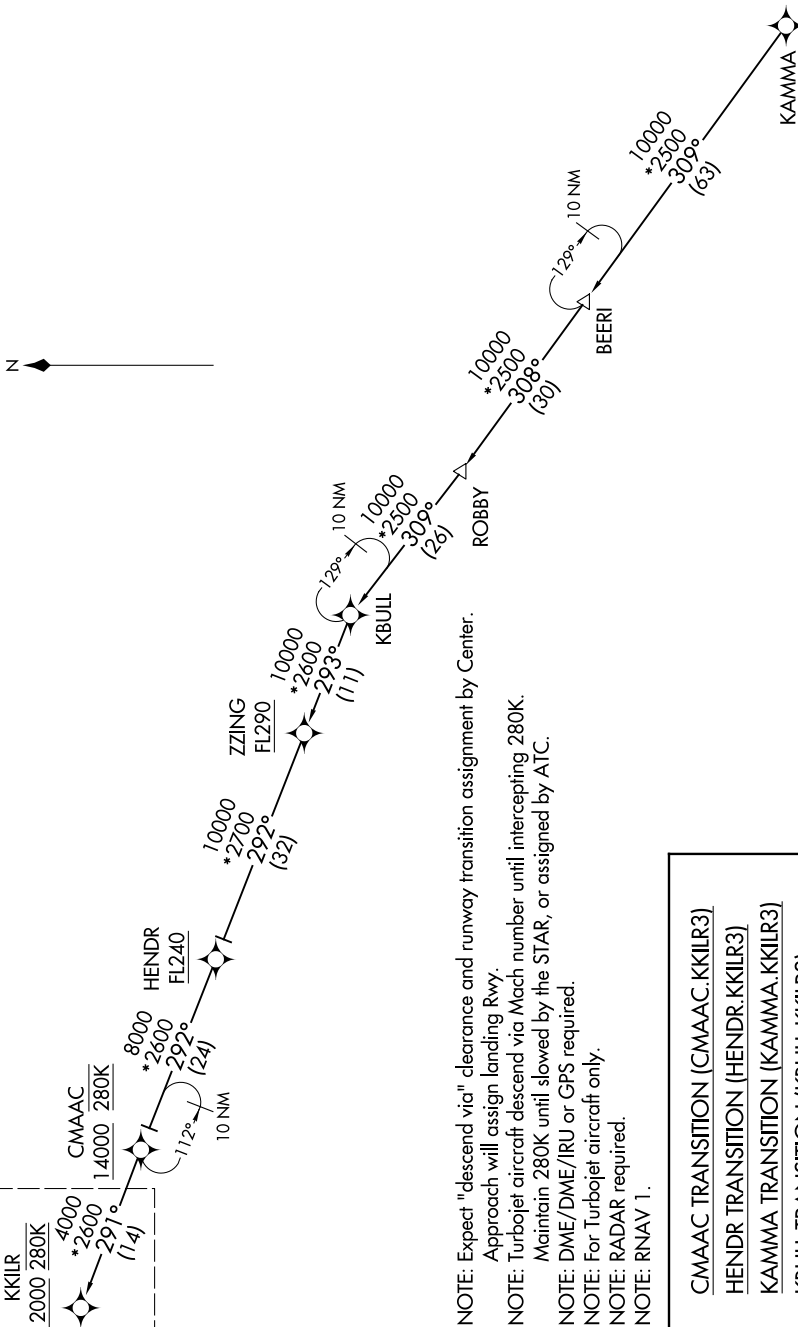 N
KKILR
2000 280K
4000
*2600
291°
(14)
CMAAC
14000 280K
112°
10 NM
8000
*2600
292°
(24)
HENDR
FL240
10000
*2700
292°
(32)
ZZING
FL290
10000
*2600
293°
(11)
KBULL
129°
10 NM
10000
*2500
309°
(26)
ROBBY
10000
*2500
308°
(30)
BEERI
129°
10 NM
10000
*2500
309°
(63)
KAMMA
NOTE: Expect "descend via" clearance and runway transition assignment by Center.
Approach will assign landing Rwy.
NOTE: Turbojet aircraft descend via Mach number until intercepting 280K.
Maintain 280K until slowed by the STAR, or assigned by ATC.
NOTE: DME/DME/IRU or GPS required.
NOTE: For Turbojet aircraft only.
NOTE: RADAR required.
NOTE: RNAV 1.
CMAAC TRANSITION (CMAAC.KKILR3)
HENDR TRANSITION (HENDR.KKILR3)
KAMMA TRANSITION (KAMMA.KKILR3)